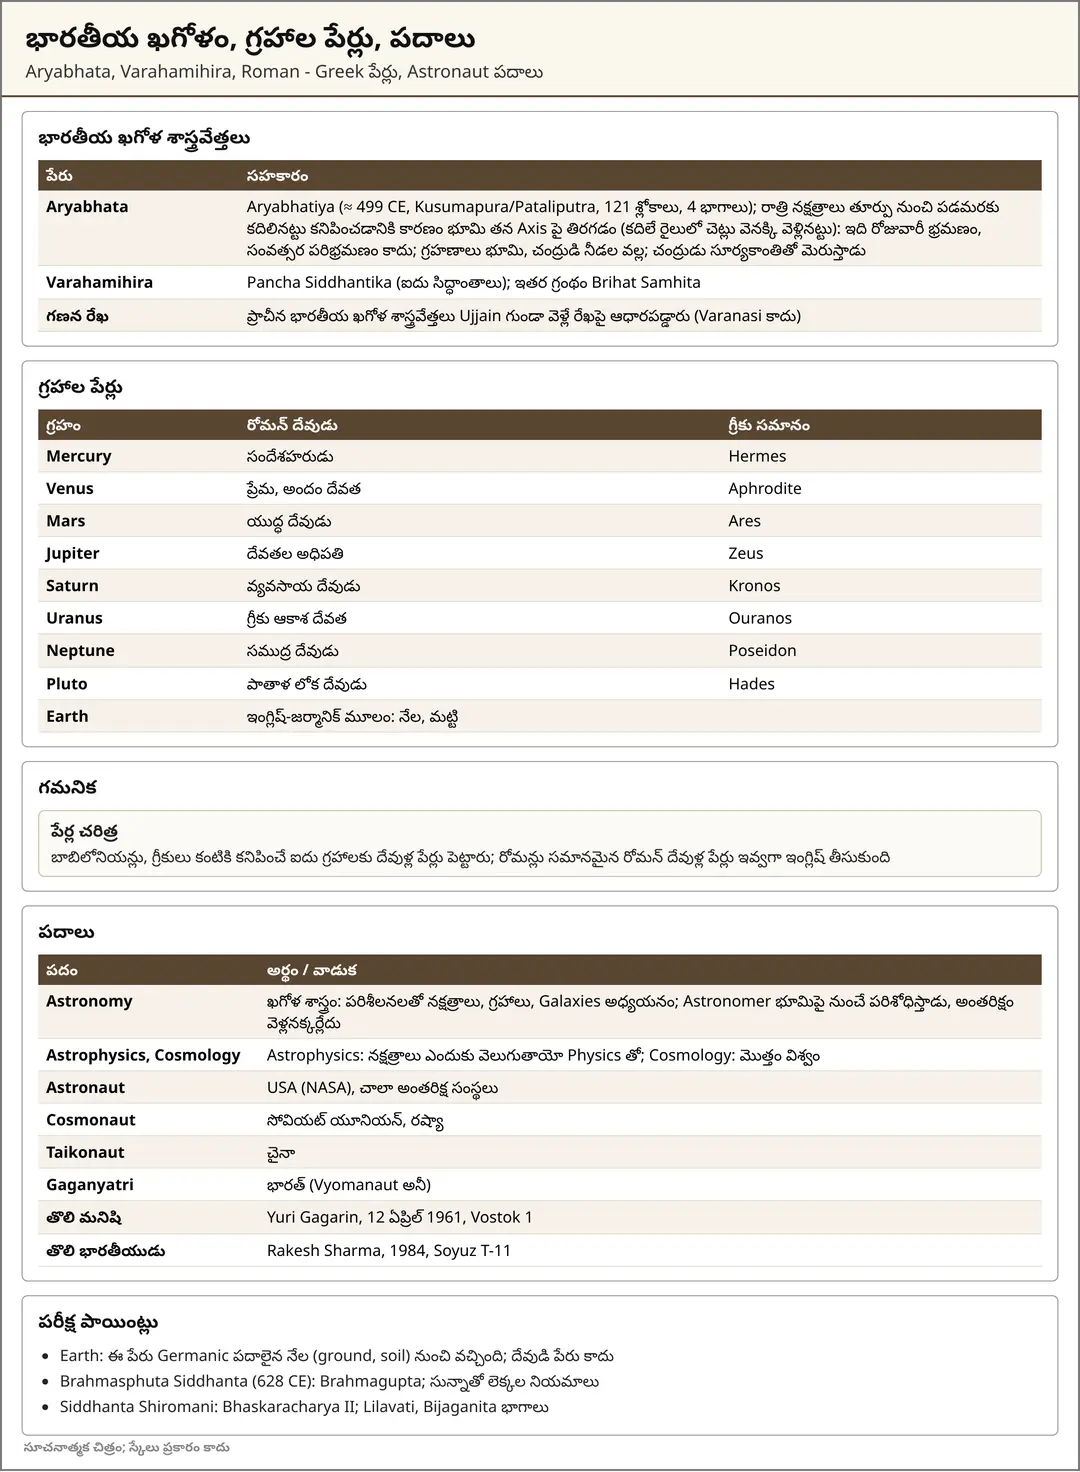 భారతీయ ఖగోళం, గ్రహాల పేర్లు, పదాలు
Aryabhata, Varahamihira, Roman - Greek పేర్లు, Astronaut పదాలు
భారతీయ ఖగోళ శాస్త్రవేత్తలు
పేరు సహకారం
Aryabhata Aryabhatiya (≈ 499 CE, Kusumapura/Pataliputra, 121 శ్లోకాలు, 4 భాగాలు); రాత్రి నక్షత్రాలు తూర్పు నుంచి పడమరకు
కదిలినట్టు కనిపించడానికి కారణం భూమి తన Axis పై తిరగడం (కదిలే రైలులో చెట్లు వెనక్కి వెళ్లినట్టు): ఇది రోజువారీ భ్రమణం,
సంవత్సర పరిభ్రమణం కాదు; గ్రహణాలు భూమి, చంద్రుడి నీడల వల్ల; చంద్రుడు సూర్యకాంతితో మెరుస్తాడు
Varahamihira Pancha Siddhantika (ఐదు సిద్ధాంతాలు); ఇతర గ్రంథం Brihat Samhita
గణన రేఖ ప్రాచీన భారతీయ ఖగోళ శాస్త్రవేత్తలు Ujjain గుండా వెళ్లే రేఖపై ఆధారపడ్డారు (Varanasi కాదు)
గ్రహాల పేర్లు
గ్రహం రోమన్ దేవుడు గ్రీకు సమానం
Mercury సందేశహరుడు Hermes
Venus ప్రేమ, అందం దేవత Aphrodite
Mars యుద్ధ దేవుడు Ares
Jupiter దేవతల అధిపతి Zeus
Saturn వ్యవసాయ దేవుడు Kronos
Uranus గ్రీకు ఆకాశ దేవత Ouranos
Neptune సముద్ర దేవుడు Poseidon
Pluto పాతాళ లోక దేవుడు Hades
Earth ఇంగ్లిష్-జర్మానిక్ మూలం: నేల, మట్టి
గమనిక
పేర్ల చరిత్ర
బాబిలోనియన్లు, గ్రీకులు కంటికి కనిపించే ఐదు గ్రహాలకు దేవుళ్ల పేర్లు పెట్టారు; రోమన్లు సమానమైన రోమన్ దేవుళ్ల పేర్లు ఇవ్వగా ఇంగ్లిష్ తీసుకుంది
పదాలు
పదం అర్థం / వాడుక
Astronomy ఖగోళ శాస్త్రం: పరిశీలనలతో నక్షత్రాలు, గ్రహాలు, Galaxies అధ్యయనం; Astronomer భూమిపై నుంచే పరిశోధిస్తాడు, అంతరిక్షం
వెళ్లనక్కర్లేదు
Astrophysics, Cosmology Astrophysics: నక్షత్రాలు ఎందుకు వెలుగుతాయో Physics తో; Cosmology: మొత్తం విశ్వం
Astronaut USA (NASA), చాలా అంతరిక్ష సంస్థలు
Cosmonaut సోవియట్ యూనియన్, రష్యా
Taikonaut చైనా
Gaganyatri భారత్ (Vyomanaut అనీ)
తొలి మనిషి Yuri Gagarin, 12 ఏప్రిల్ 1961, Vostok 1
తొలి భారతీయుడు Rakesh Sharma, 1984, Soyuz T-11
పరీక్ష పాయింట్లు
• Earth: ఈ పేరు Germanic పదాలైన నేల (ground, soil) నుంచి వచ్చింది; దేవుడి పేరు కాదు
• Brahmasphuta Siddhanta (628 CE): Brahmagupta; సున్నాతో లెక్కల నియమాలు
• Siddhanta Shiromani: Bhaskaracharya II; Lilavati, Bijaganita భాగాలు
సూచనాత్మక చిత్రం; స్కేలు ప్రకారం కాదు